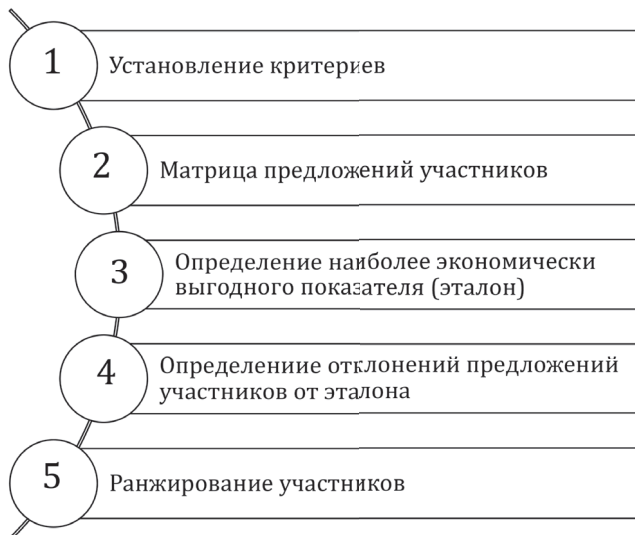 1
Установление критериев
2
Матрица предложений участников
3
Определение наиболее экономически
выгодного показателя (эталон)
4
Определениие отклонений предложений
участников от эталона
5
Ранжирование участников